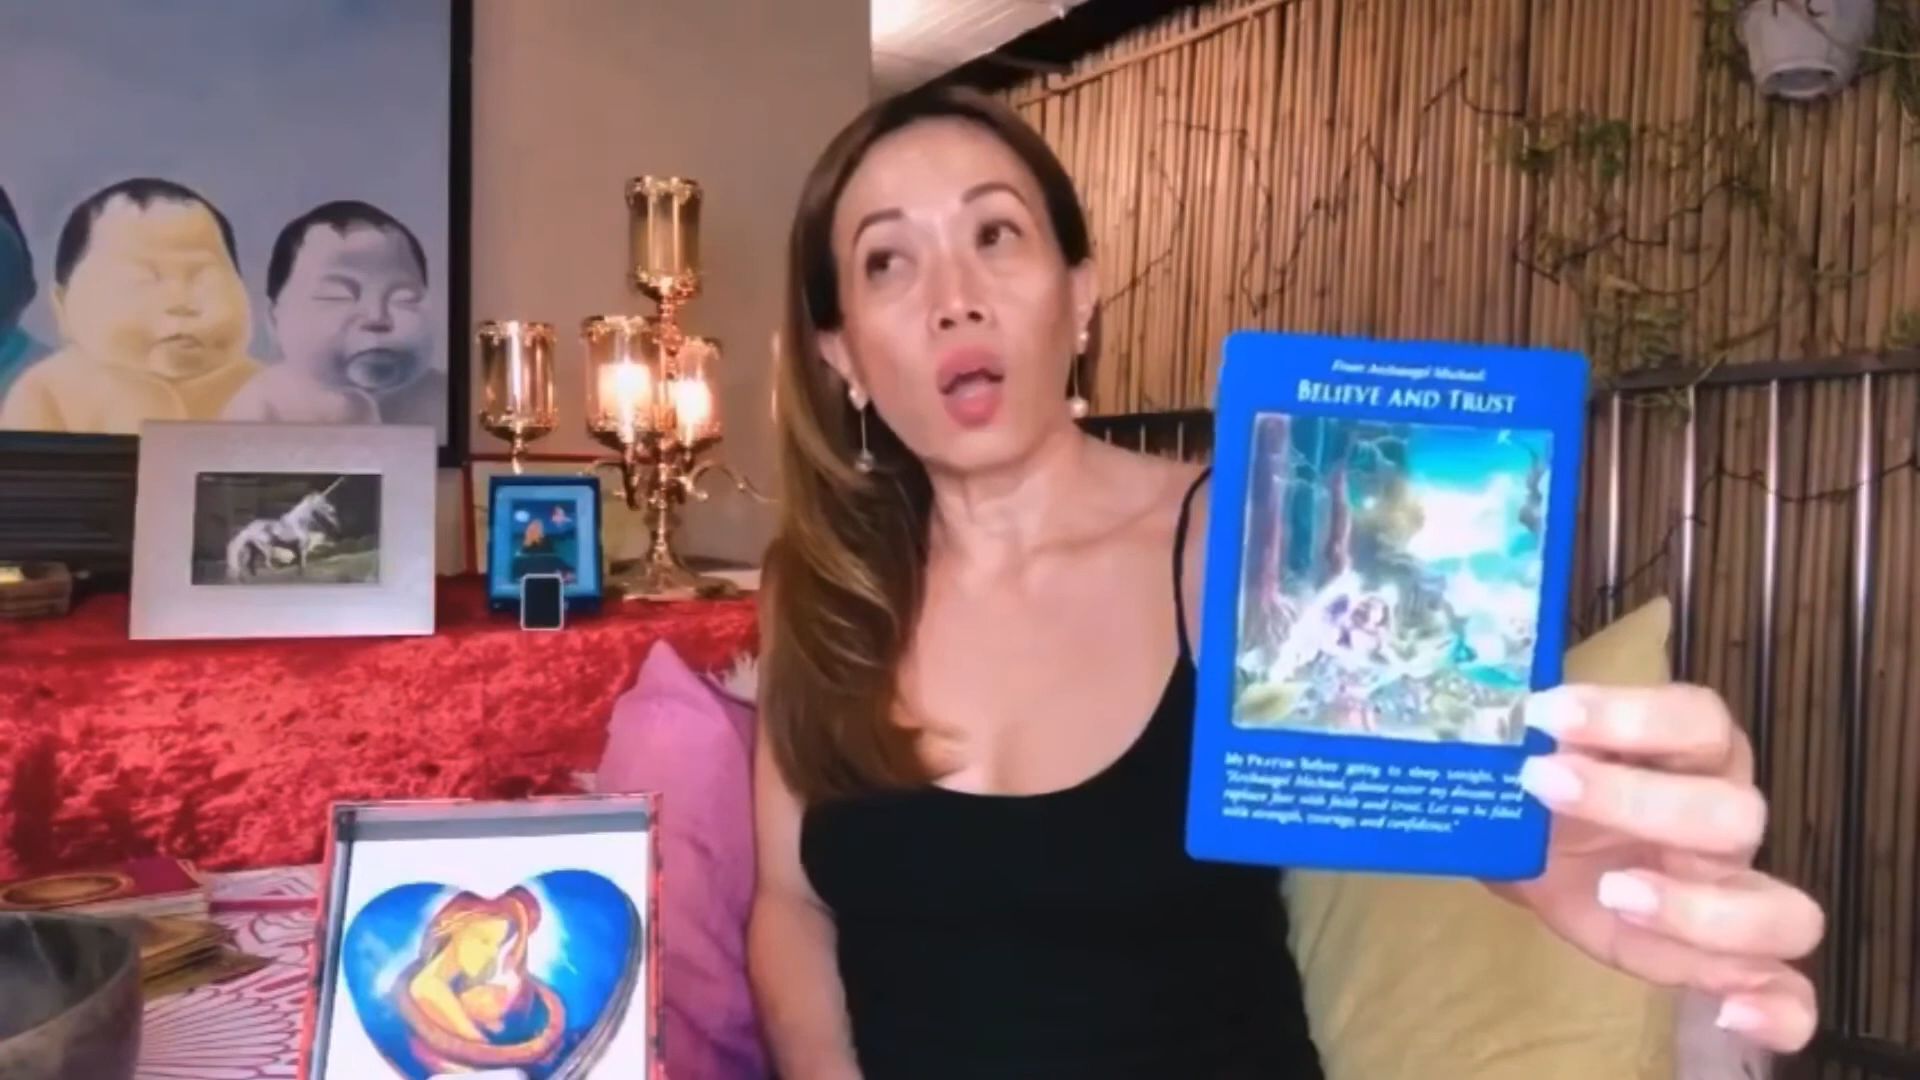 From Archangel Michael
BELIEVE AND TRUST
My PRAYER: Before going to sleep tonight, say
"Archangel Michael, please enter my dreams and
replace fear with faith and trust. Let me be filled
with strength, courage, and confidence."